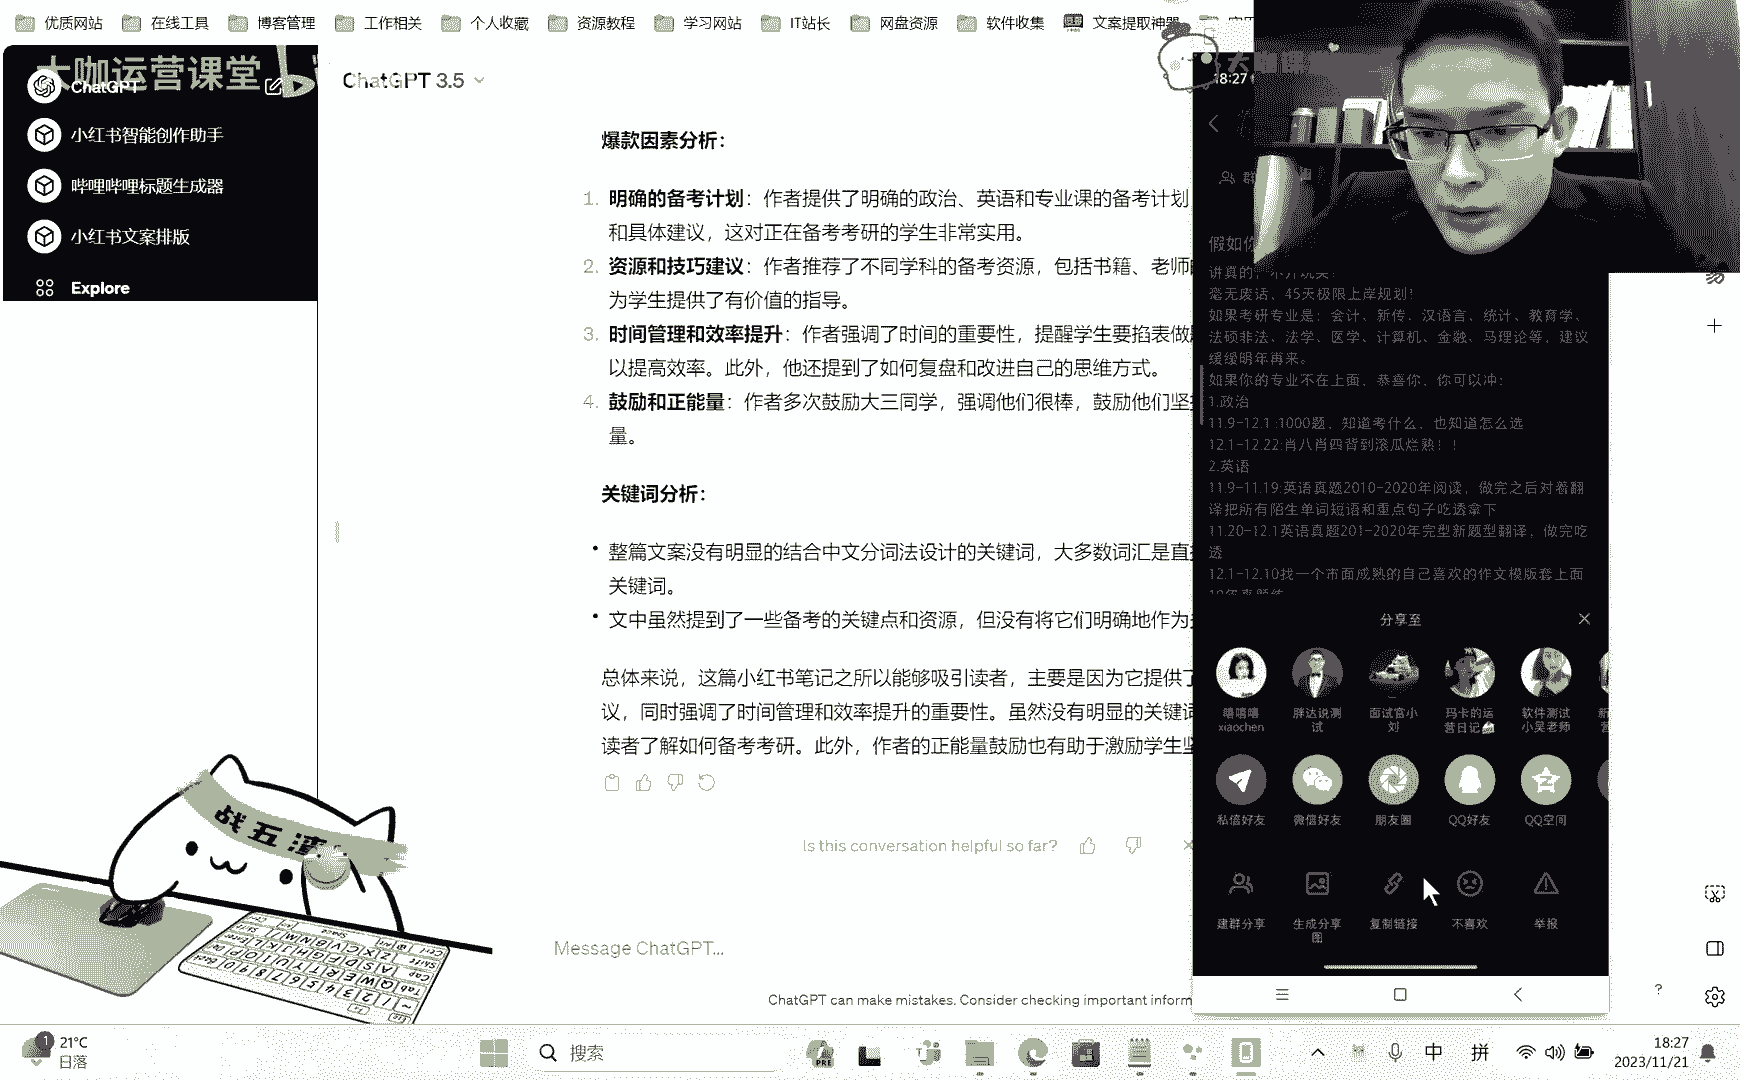 优质网站
在线工具
博客管理
工作相关
个人收藏
资源教程
学习网站
IT站长
网盘资源
软件收集
文案提取神器
大咖运营课堂
ChatGPT
小红书智能创作助手
哔哩哔哩标题生成器
小红书文案排版
Explore
ChatGPT 3.5
爆款因素分析：
1. 明确的备考计划：作者提供了明确的政治、英语和专业课的备考计划
和具体建议，这对正在备考考研的学生非常实用。
2. 资源和技巧建议：作者推荐了不同学科的备考资源，包括书籍、老师
为学生提供了有价值的指导。
3. 时间管理和效率提升：作者强调了时间的重要性，提醒学生要掐表做
以提高效率。此外，他还提到了如何复盘和改进自己的思维方式。
4. 鼓励和正能量：作者多次鼓励大三同学，强调他们很棒，鼓励他们坚
量。
关键词分析：
• 整篇文案没有明显的结合中文分词法设计的关键词，大多数词汇是直
关键词。
• 文中虽然提到了一些备考的关键点和资源，但没有将它们明确地作为
总体来说，这篇小红书笔记之所以能够吸引读者，主要是因为它提供了
议，同时强调了时间管理和效率提升的重要性。虽然没有明显的关键词
读者了解如何备考考研。此外，作者的正能量鼓励也有助于激励学生坚
Is this conversation helpful so far?
Message ChatGPT...
ChatGPT can make mistakes. Consider checking important inform
18:27
假如你
讲真的，不开玩笑！
毫无废话、45天极限上岸规划！
如果考研专业是：会计、新传、汉语言、统计、教育学、
法硕非法、法学、医学、计算机、金融、马理论等，建议
缓缓明年再来。
如果你的专业不在上面，恭喜你，你可以冲：
1.政治
11.9-12.1:1000题，知道考什么，也知道怎么选
12.1-12.22:肖八肖四背到滚瓜烂熟！！
2.英语
11.9-11.19:英语真题2010-2020年阅读，做完之后对着翻
译把所有陌生单词短语和重点句子吃透拿下
11.20-12.1英语真题201-2020年完型新题型翻译，做完吃
透
12.1-12.10找一个市面成熟的自己喜欢的作文模版套上面
分享至
嘻嘻嘻
xiaochen
胖达说测
试
面试官小
刘
玛卡的运
营日记
软件测试
小吴老师
私信好友
微信好友
朋友圈
QQ好友
QQ空间
建群分享
生成分享
图
复制链接
不喜欢
举报
战五渣
1
21°C
日落
搜索
PRE
中
拼
18:27
2023/11/21